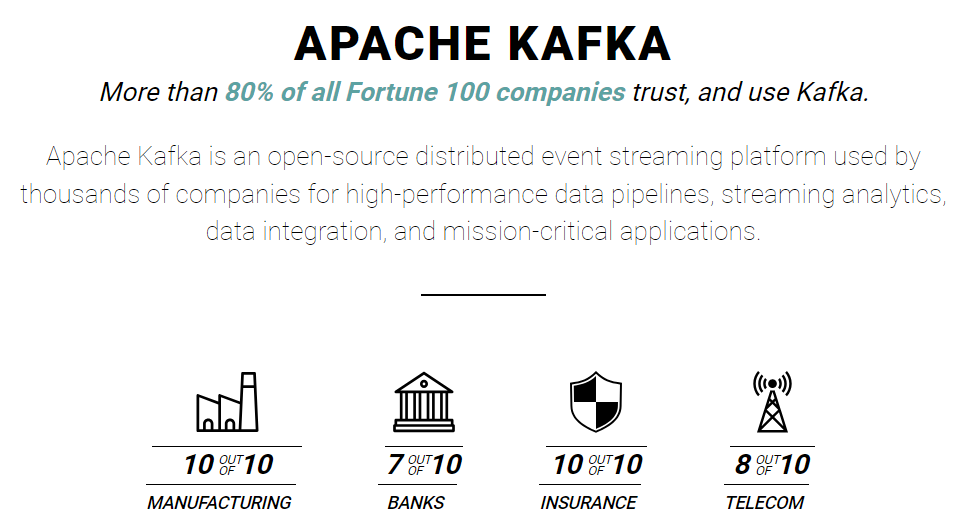 APACHE KAFKA
More than 80% of all Fortune 100 companies trust, and use Kafka.
Apache Kafka is an open-source distributed event streaming platform used by
thousands of companies for high-performance data pipelines, streaming analytics,
data integration, and mission-critical applications.
10 OUT OF 10
MANUFACTURING
7 OUT OF 10
BANKS
10 OUT OF 10
INSURANCE
8 OUT OF 10
TELECOM